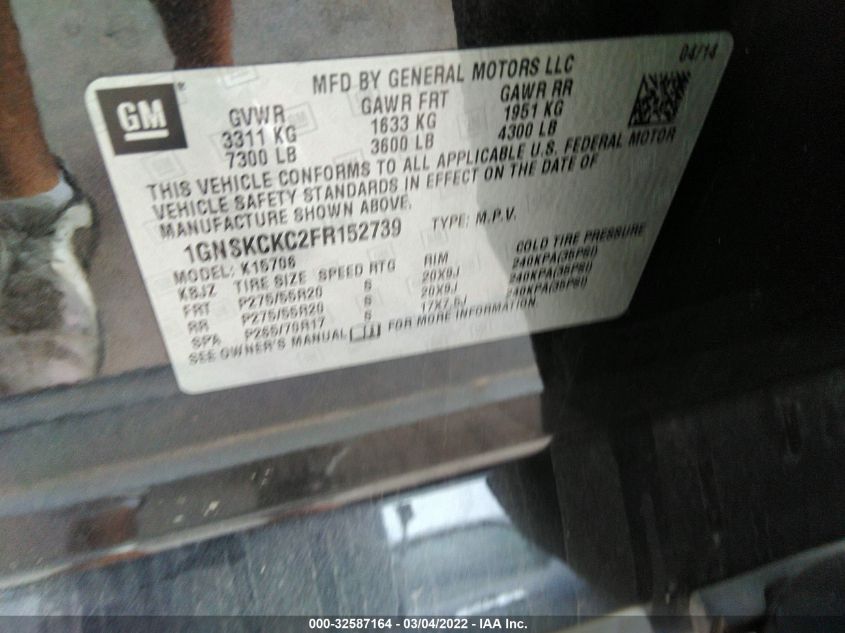 MFD BY GENERAL MOTORS LLC 04/14
GM ®
GVWR GAWR FRT GAWR RR
3311 KG 1633 KG 1951 KG
7300 LB 3600 LB 4300 LB
THIS VEHICLE CONFORMS TO ALL APPLICABLE U.S. FEDERAL MOTOR
VEHICLE SAFETY STANDARDS IN EFFECT ON THE DATE OF
MANUFACTURE SHOWN ABOVE.
1GNSKCKC2FR152739 TYPE: M.P.V.
MODEL: K15706
K8JZ TIRE SIZE SPEED RTG RIM COLD TIRE PRESSURE
FRT P275/55R20 S 20X9J 240KPA(35PSI)
RR P275/55R20 S 20X9J 240KPA(35PSI)
SPA P265/70R17 S 17X7.5J 240KPA(35PSI)
SEE OWNER'S MANUAL FOR MORE INFORMATION.
000-32587164 - 03/04/2022 - IAA Inc.